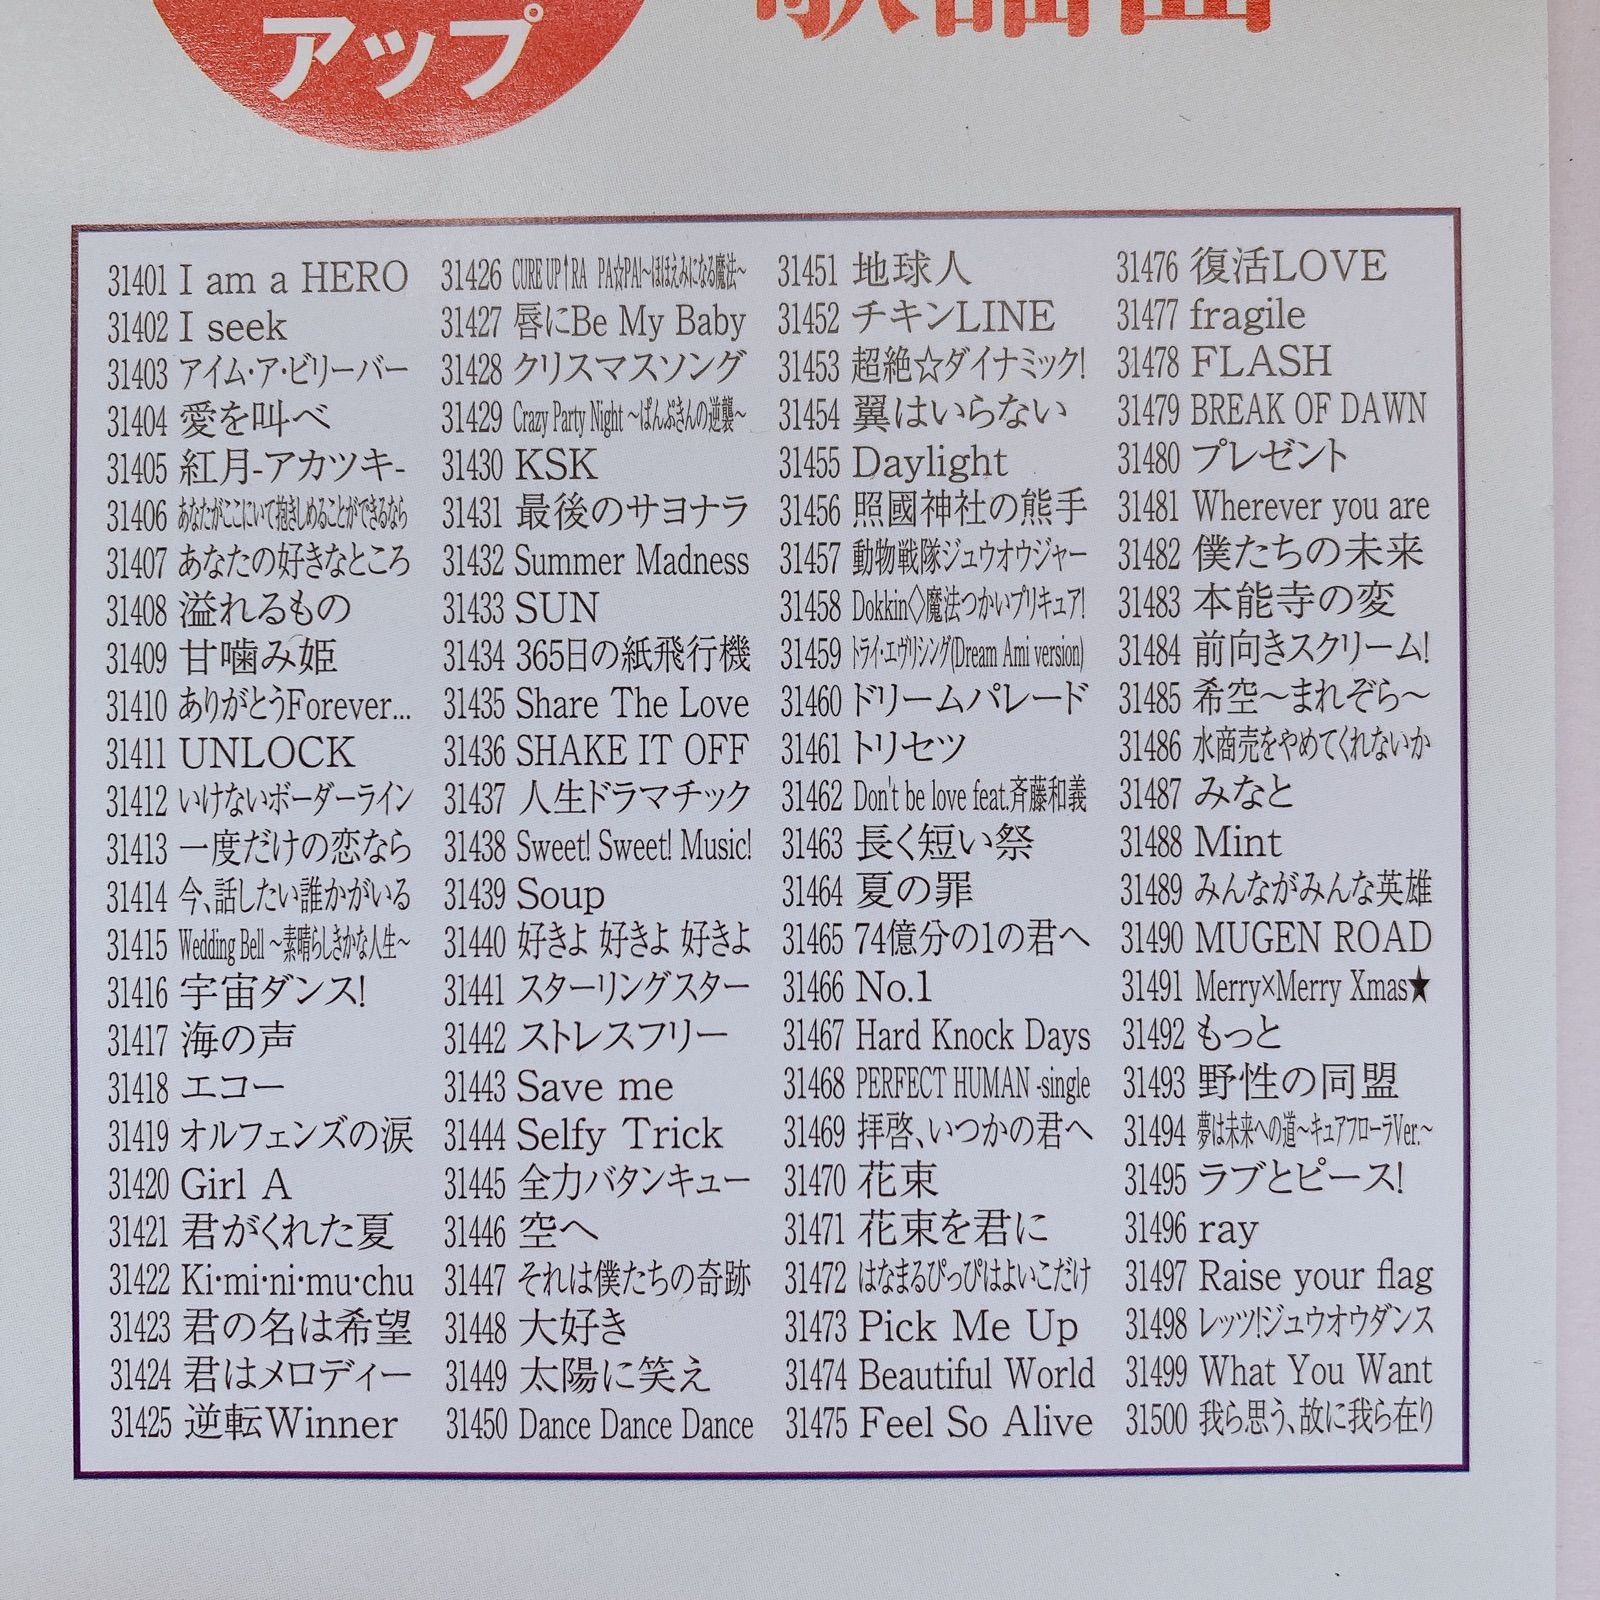 アップ
歌謡曲
31401 I am a HERO
31402 I seek
31403 アイム・ア・ビリーバー
31404 愛を叫べ
31405 紅月-アカツキ-
31406 あなたがここにいて抱きしめることができるなら
31407 あなたの好きなところ
31408 溢れるもの
31409 甘噛み姫
31410 ありがとうForever...
31411 UNLOCK
31412 いけないボーダーライン
31413 一度だけの恋なら
31414 今、話したい誰かがいる
31415 Wedding Bell ～素晴らしきかな人生～
31416 宇宙ダンス!
31417 海の声
31418 エコー
31419 オルフェンズの涙
31420 Girl A
31421 君がくれた夏
31422 Ki・mi・ni・mu・chu
31423 君の名は希望
31424 君はメロディー
31425 逆転Winner
31426 CURE UP↑RA PA☆PA!～ほほえみになる魔法～
31427 唇にBe My Baby
31428 クリスマスソング
31429 Crazy Party Night ～ぱんぷきんの逆襲～
31430 KSK
31431 最後のサヨナラ
31432 Summer Madness
31433 SUN
31434 365日の紙飛行機
31435 Share The Love
31436 SHAKE IT OFF
31437 人生ドラマチック
31438 Sweet! Sweet! Music!
31439 Soup
31440 好きよ 好きよ 好きよ
31441 スターリングスター
31442 ストレスフリー
31443 Save me
31444 Selfy Trick
31445 全力バタンキュー
31446 空へ
31447 それは僕たちの奇跡
31448 大好き
31449 太陽に笑え
31450 Dance Dance Dance
31451 地球人
31452 チキンLINE
31453 超絶☆ダイナミック!
31454 翼はいらない
31455 Daylight
31456 照國神社の熊手
31457 動物戦隊ジュウオウジャー
31458 Dokkin◇魔法つかいプリキュア!
31459 トライ・エヴリシング(Dream Ami version)
31460 ドリームパレード
31461 トリセツ
31462 Don't be love feat.斉藤和義
31463 長く短い祭
31464 夏の罪
31465 74億分の1の君へ
31466 No.1
31467 Hard Knock Days
31468 PERFECT HUMAN -single
31469 拝啓、いつかの君へ
31470 花束
31471 花束を君に
31472 はなまるぴっぴはよいこだけ
31473 Pick Me Up
31474 Beautiful World
31475 Feel So Alive
31476 復活LOVE
31477 fragile
31478 FLASH
31479 BREAK OF DAWN
31480 プレゼント
31481 Wherever you are
31482 僕たちの未来
31483 本能寺の変
31484 前向きスクリーム!
31485 希空～まれぞら～
31486 水商売をやめてくれないか
31487 みなと
31488 Mint
31489 みんながみんな英雄
31490 MUGEN ROAD
31491 Merry×Merry Xmas★
31492 もっと
31493 野性の同盟
31494 夢は未来への道～キュアフローラVer.～
31495 ラブとピース!
31496 ray
31497 Raise your flag
31498 レッツ!ジュウオウダンス
31499 What You Want
31500 我ら思う、故に我ら在り